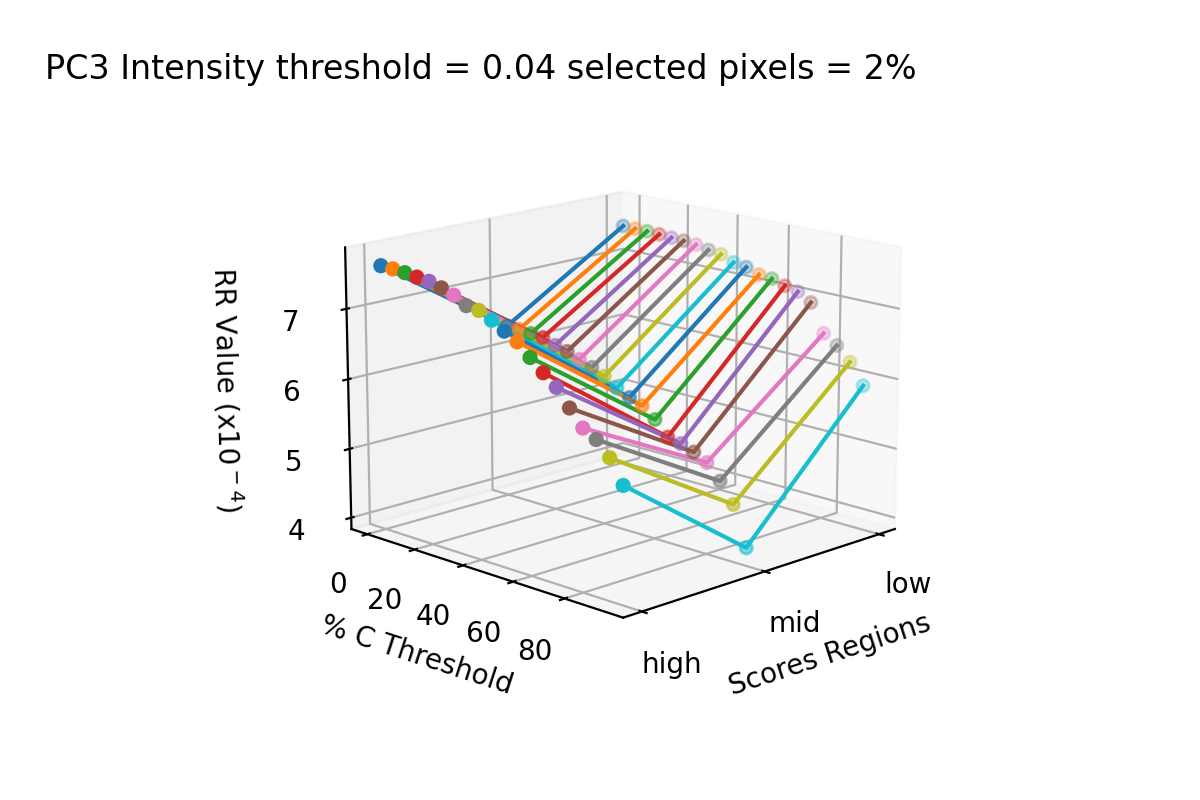 PC3 Intensity threshold = 0.04 selected pixels = 2%
RR Value (x10⁻⁴)
7
6
5
4
0
20
40
60
80
% C Threshold
high
mid
low
Scores Regions